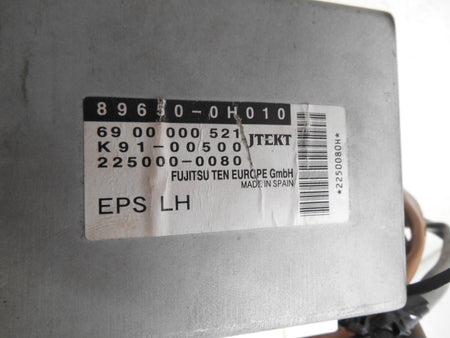 89650-0H010
69 00 000 521
JTEKT
K91-00500
225000-0080
FUJITSU TEN EUROPE GmbH
MADE IN SPAIN
EPS LH
*2250080H*